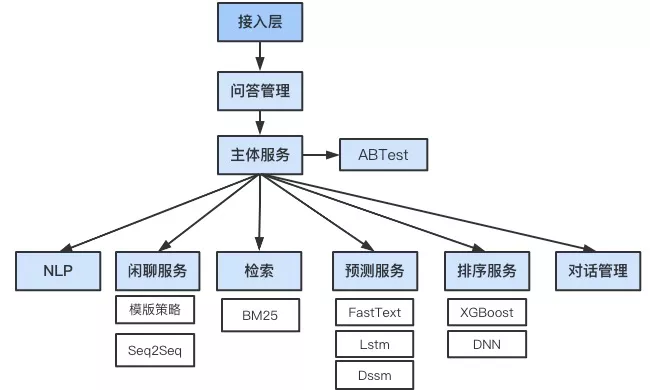 接入层
问答管理
主体服务
ABTest
NLP
闲聊服务
检索
预测服务
排序服务
对话管理
模版策略
BM25
FastText
XGBoost
Seq2Seq
Lstm
DNN
Dssm